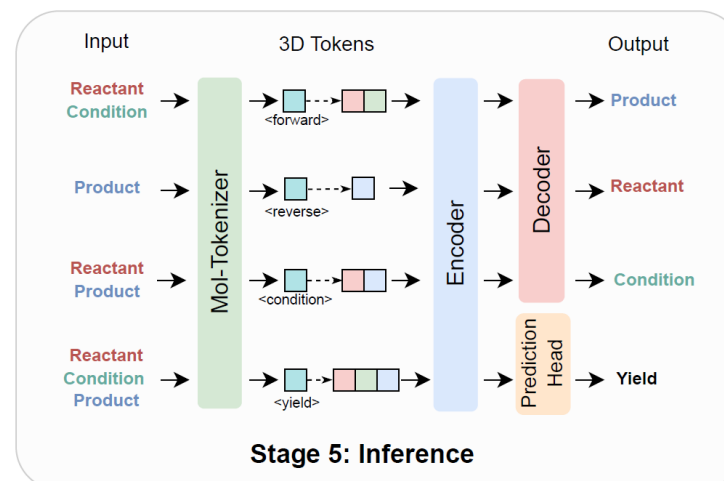 Input
3D Tokens
Output
Reactant
Condition
<forward>
Product
Product
<reverse>
Reactant
Reactant
Product
<condition>
Condition
Reactant
Condition
Product
<yield>
Yield
Mol-Tokenizer
Encoder
Decoder
Prediction
Head
Stage 5: Inference